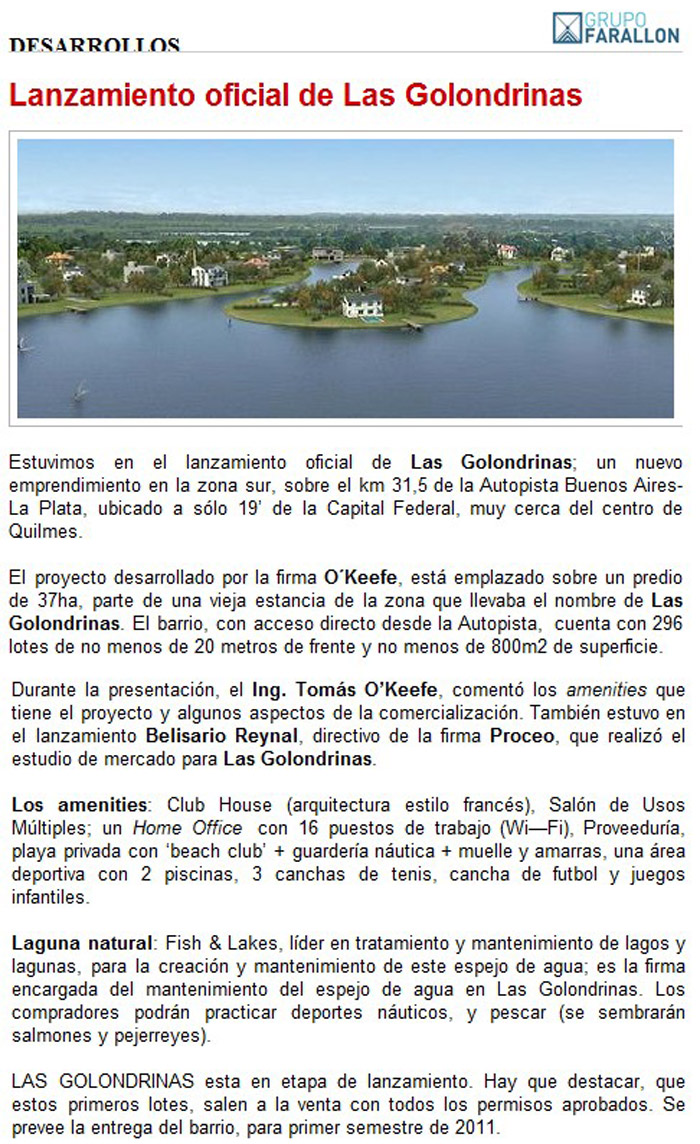 GRUPO
FARALLON
DESARROLLOS
Lanzamiento oficial de Las Golondrinas
Estuvimos en el lanzamiento oficial de Las Golondrinas; un nuevo
emprendimiento en la zona sur, sobre el km 31,5 de la Autopista Buenos Aires-
La Plata, ubicado a sólo 19’ de la Capital Federal, muy cerca del centro de
Quilmes.
El proyecto desarrollado por la firma O´Keefe, está emplazado sobre un predio
de 37ha, parte de una vieja estancia de la zona que llevaba el nombre de Las
Golondrinas. El barrio, con acceso directo desde la Autopista, cuenta con 296
lotes de no menos de 20 metros de frente y no menos de 800m2 de superficie.
Durante la presentación, el Ing. Tomás O’Keefe, comentó los amenities que
tiene el proyecto y algunos aspectos de la comercialización. También estuvo en
el lanzamiento Belisario Reynal, directivo de la firma Proceo, que realizó el
estudio de mercado para Las Golondrinas.
Los amenities: Club House (arquitectura estilo francés), Salón de Usos
Múltiples; un Home Office con 16 puestos de trabajo (Wi—Fi), Proveeduría,
playa privada con ‘beach club’ + guardería náutica + muelle y amarras, una área
deportiva con 2 piscinas, 3 canchas de tenis, cancha de futbol y juegos
infantiles.
Laguna natural: Fish & Lakes, líder en tratamiento y mantenimiento de lagos y
lagunas, para la creación y mantenimiento de este espejo de agua; es la firma
encargada del mantenimiento del espejo de agua en Las Golondrinas. Los
compradores podrán practicar deportes náuticos, y pescar (se sembrarán
salmones y pejerreyes).
LAS GOLONDRINAS esta en etapa de lanzamiento. Hay que destacar, que
estos primeros lotes, salen a la venta con todos los permisos aprobados. Se
prevee la entrega del barrio, para primer semestre de 2011.